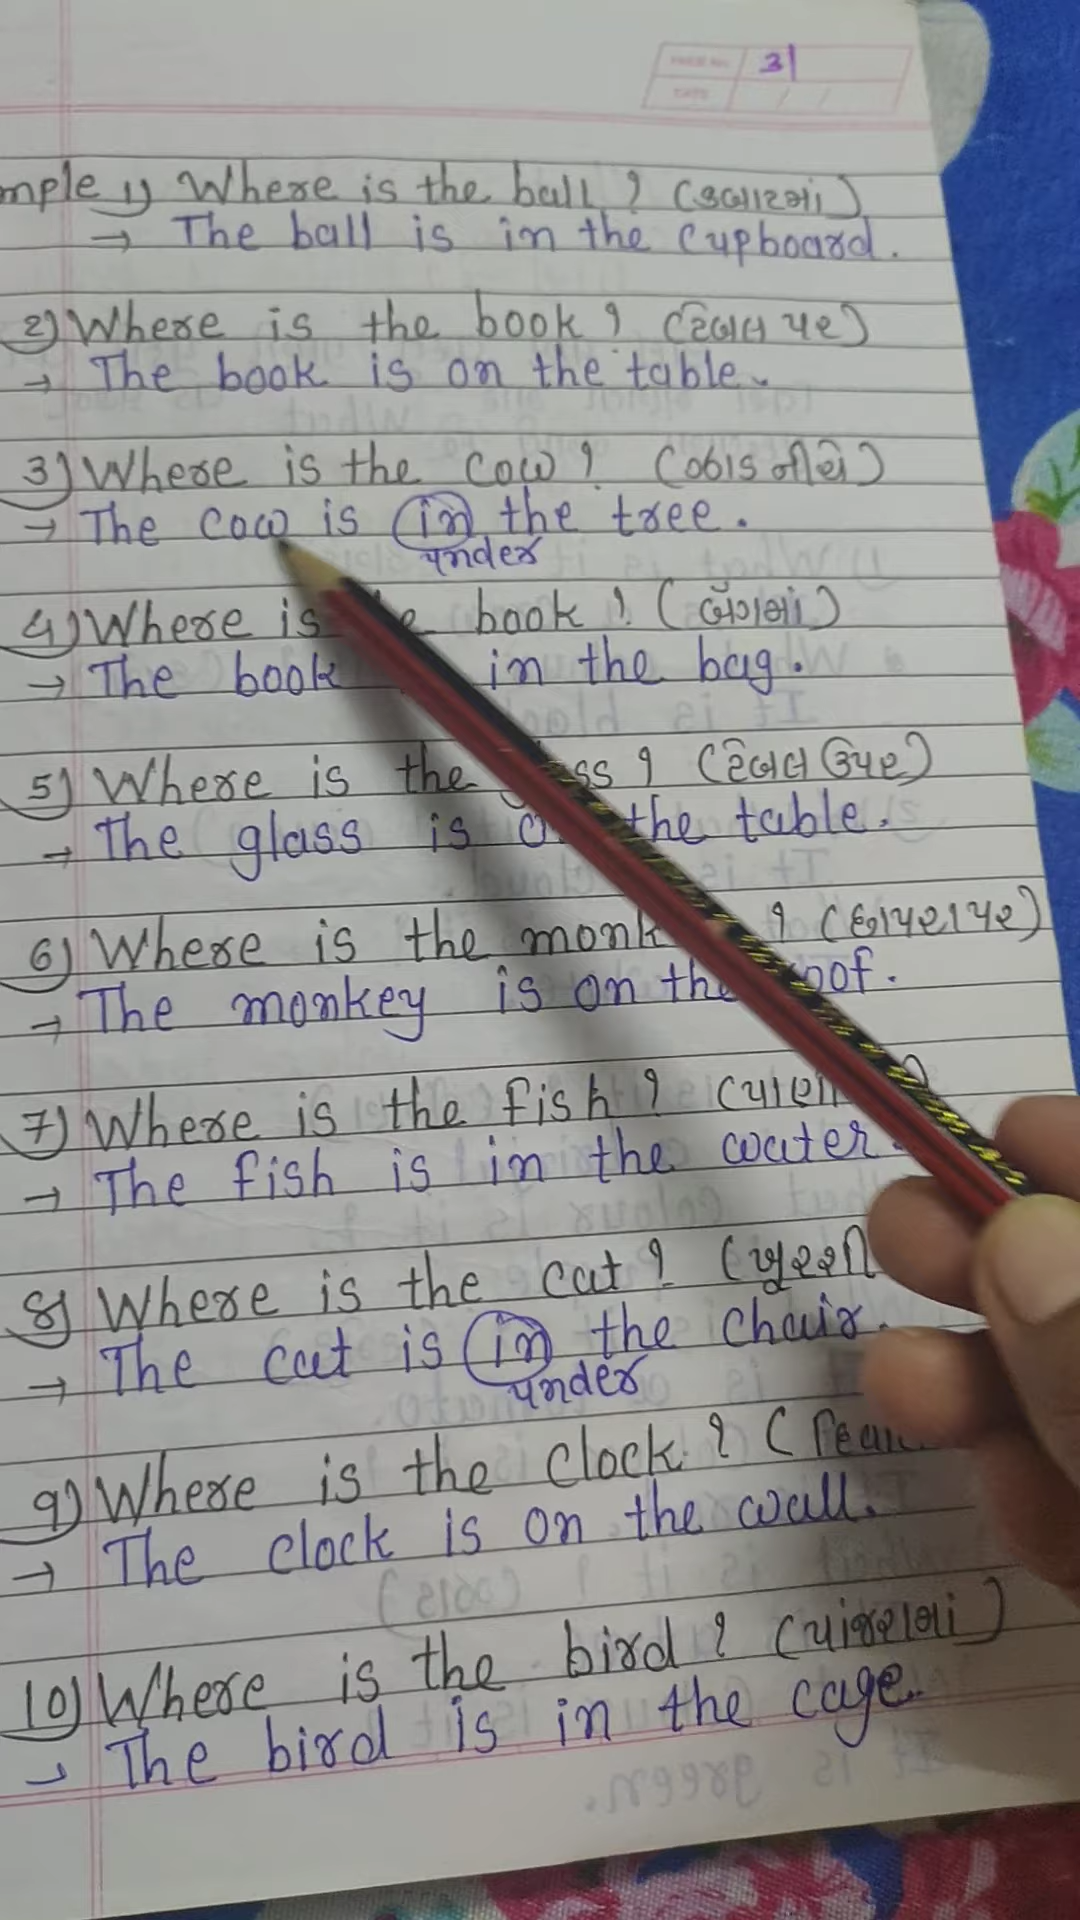 31
mple 1) Where is the ball? (કબાટમાં)
→ The ball is in the cupboard.
2) Where is the book? (ટેબલ પર)
→ The book is on the table.
3) Where is the cow? (ઝાડ નીચે)
→ The cow is in the tree.
under
4) Where is book? (બેગમાં)
→ The book in the bag.
5) Where is the ? (ટેબલ ઉપર)
→ The glass is the table.
6) Where is the ? (છાપરા પર)
→ The monkey is on the
7) Where is the fish?
→ The fish is in the water.
8) Where is the cat? (ખુરશી
→ The cat is in the chair.
under
9) Where is the clock?
→ The clock is on the wall.
10) Where is the bird? (પાંજરામાં)
→ The bird is in the cage.